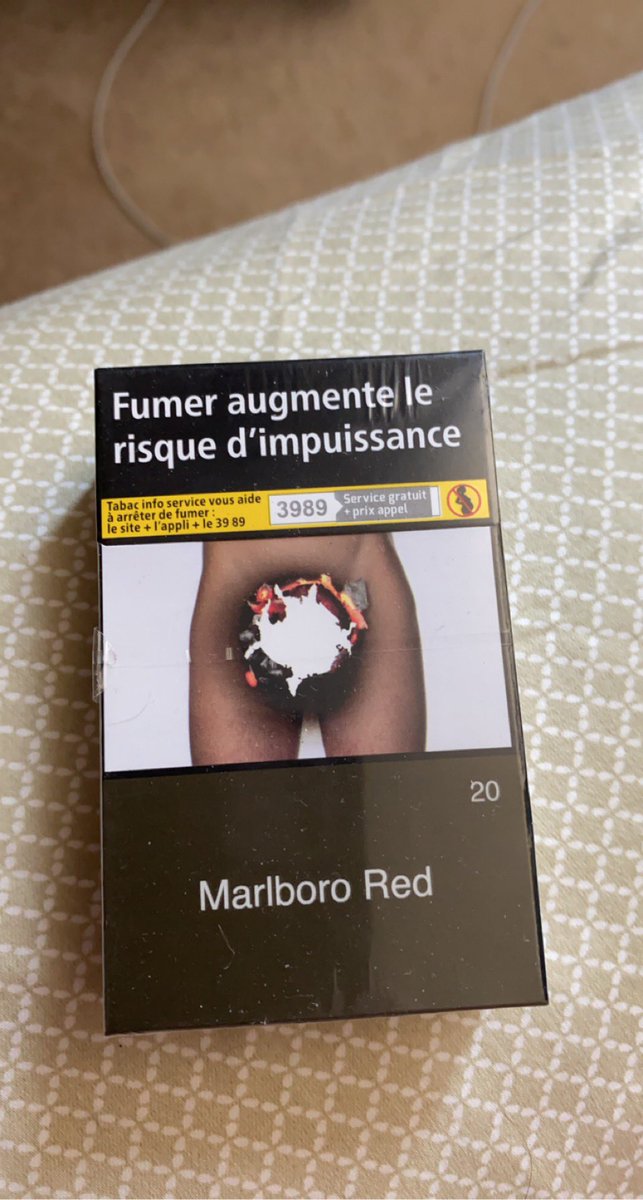 Fumer augmente le
risque d'impuissance
Tabac info service vous aide
à arrêter de fumer :
le site + l'appli + le 39 89
3989
Service gratuit
+ prix appel
20
Marlboro Red